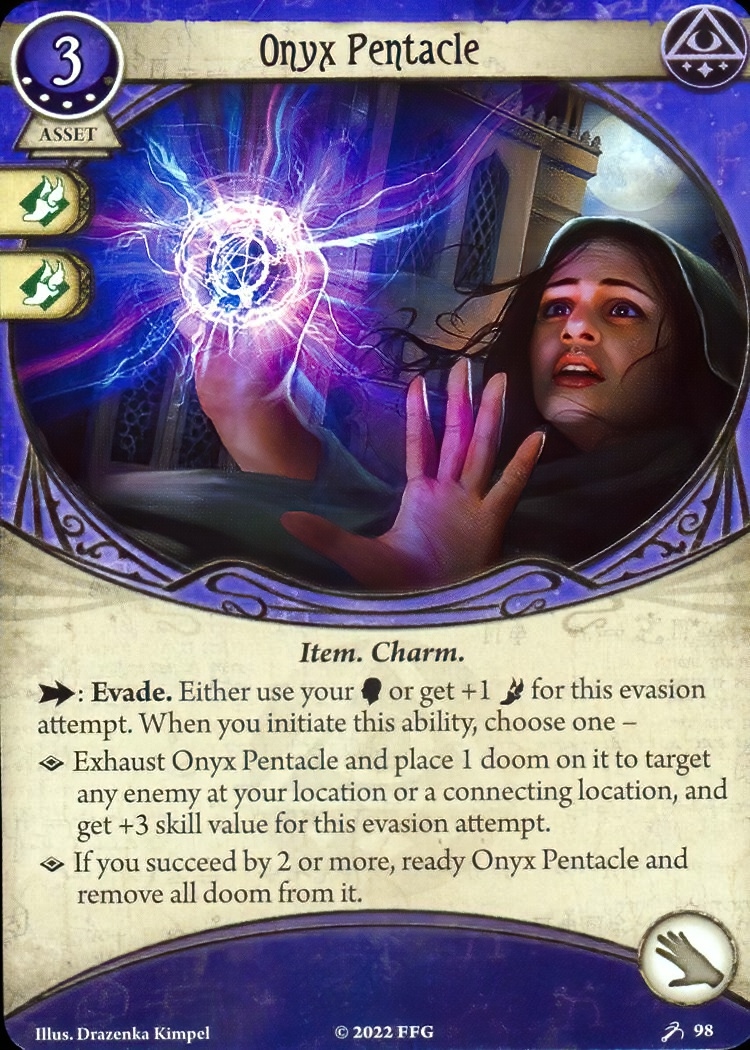 3
Onyx Pentacle
ASSET
Item. Charm.
: Evade. Either use your or get +1 for this evasion
attempt. When you initiate this ability, choose one –
Exhaust Onyx Pentacle and place 1 doom on it to target
any enemy at your location or a connecting location, and
get +3 skill value for this evasion attempt.
If you succeed by 2 or more, ready Onyx Pentacle and
remove all doom from it.
Illus. Drazenka Kimpel
© 2022 FFG
98